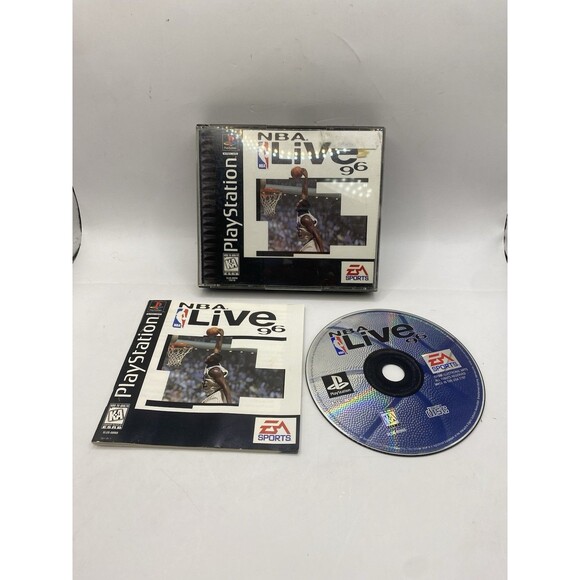 PlayStation
NBA
LiVe
96
K-A
EA
SPORTS
PlayStation
NBA
LiVe
96
K-A
EA
SPORTS
NBA
LiVe
96
PlayStation
EA
SPORTS